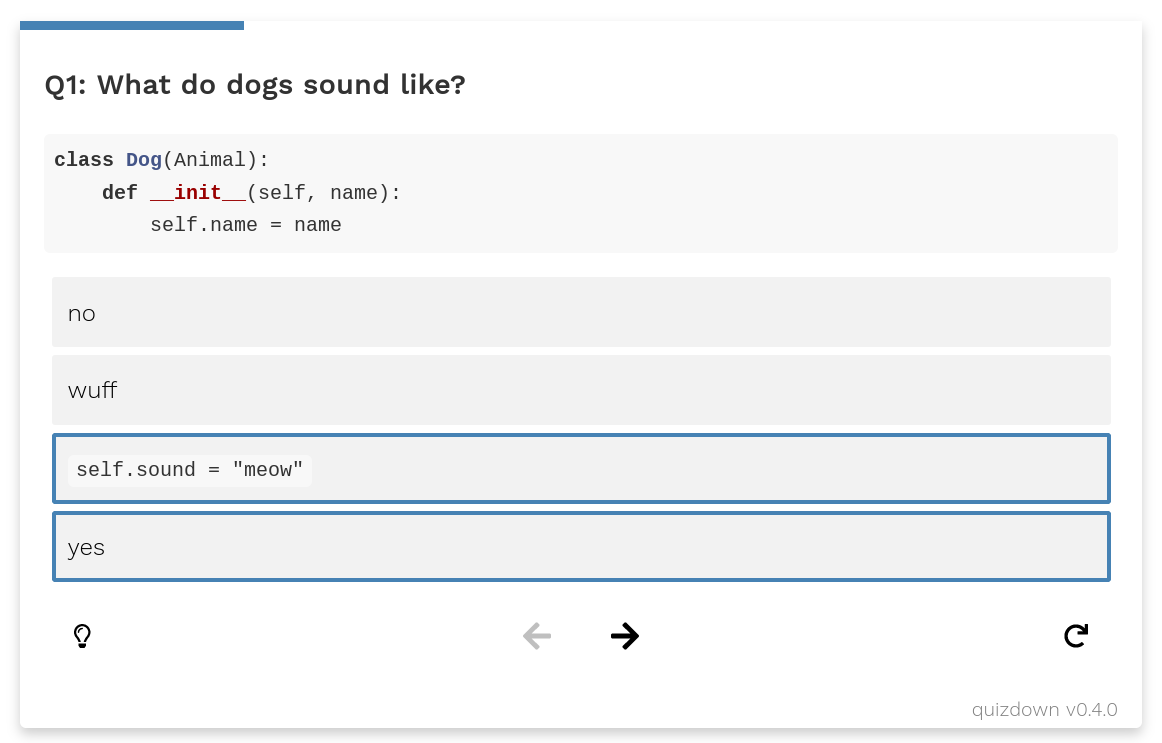 Q1: What do dogs sound like?
class Dog(Animal):
    def __init__(self, name):
        self.name = name
no
wuff
self.sound = "meow"
yes
quizdown v0.4.0